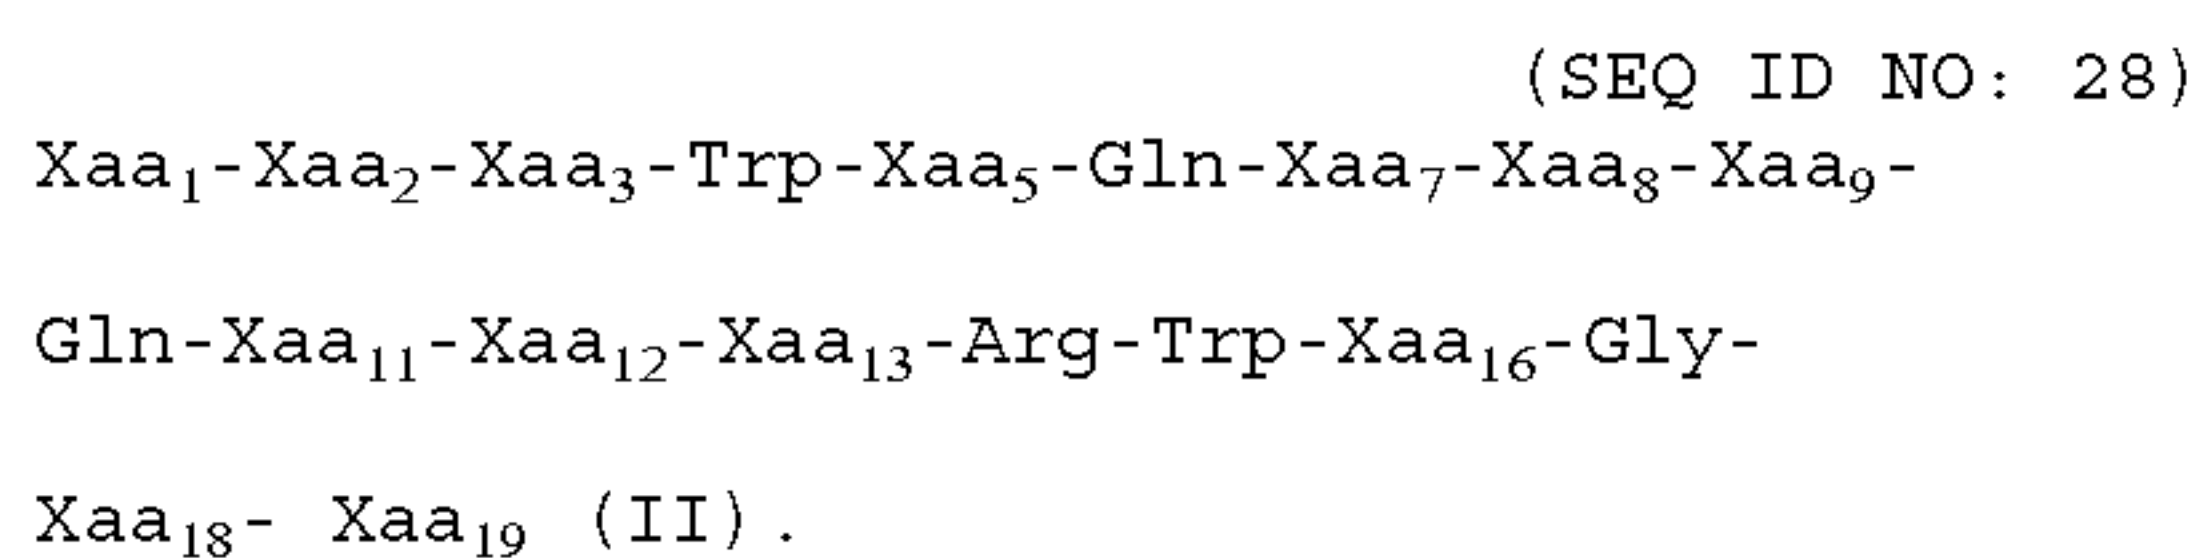 (SEQ ID NO: 28)
Xaa₁-Xaa₂-Xaa₃-Trp-Xaa₅-Gln-Xaa₇-Xaa₈-Xaa₉-
Gln-Xaa₁₁-Xaa₁₂-Xaa₁₃-Arg-Trp-Xaa₁₆-Gly-
Xaa₁₈- Xaa₁₉ (II).